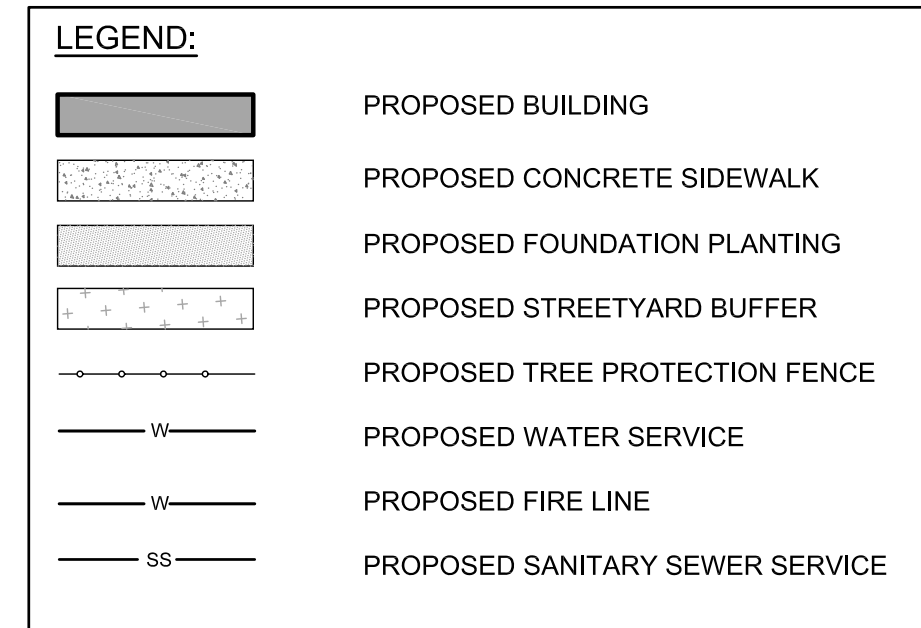 LEGEND:
PROPOSED BUILDING
PROPOSED CONCRETE SIDEWALK
PROPOSED FOUNDATION PLANTING
PROPOSED STREETYARD BUFFER
PROPOSED TREE PROTECTION FENCE
W PROPOSED WATER SERVICE
W PROPOSED FIRE LINE
SS PROPOSED SANITARY SEWER SERVICE